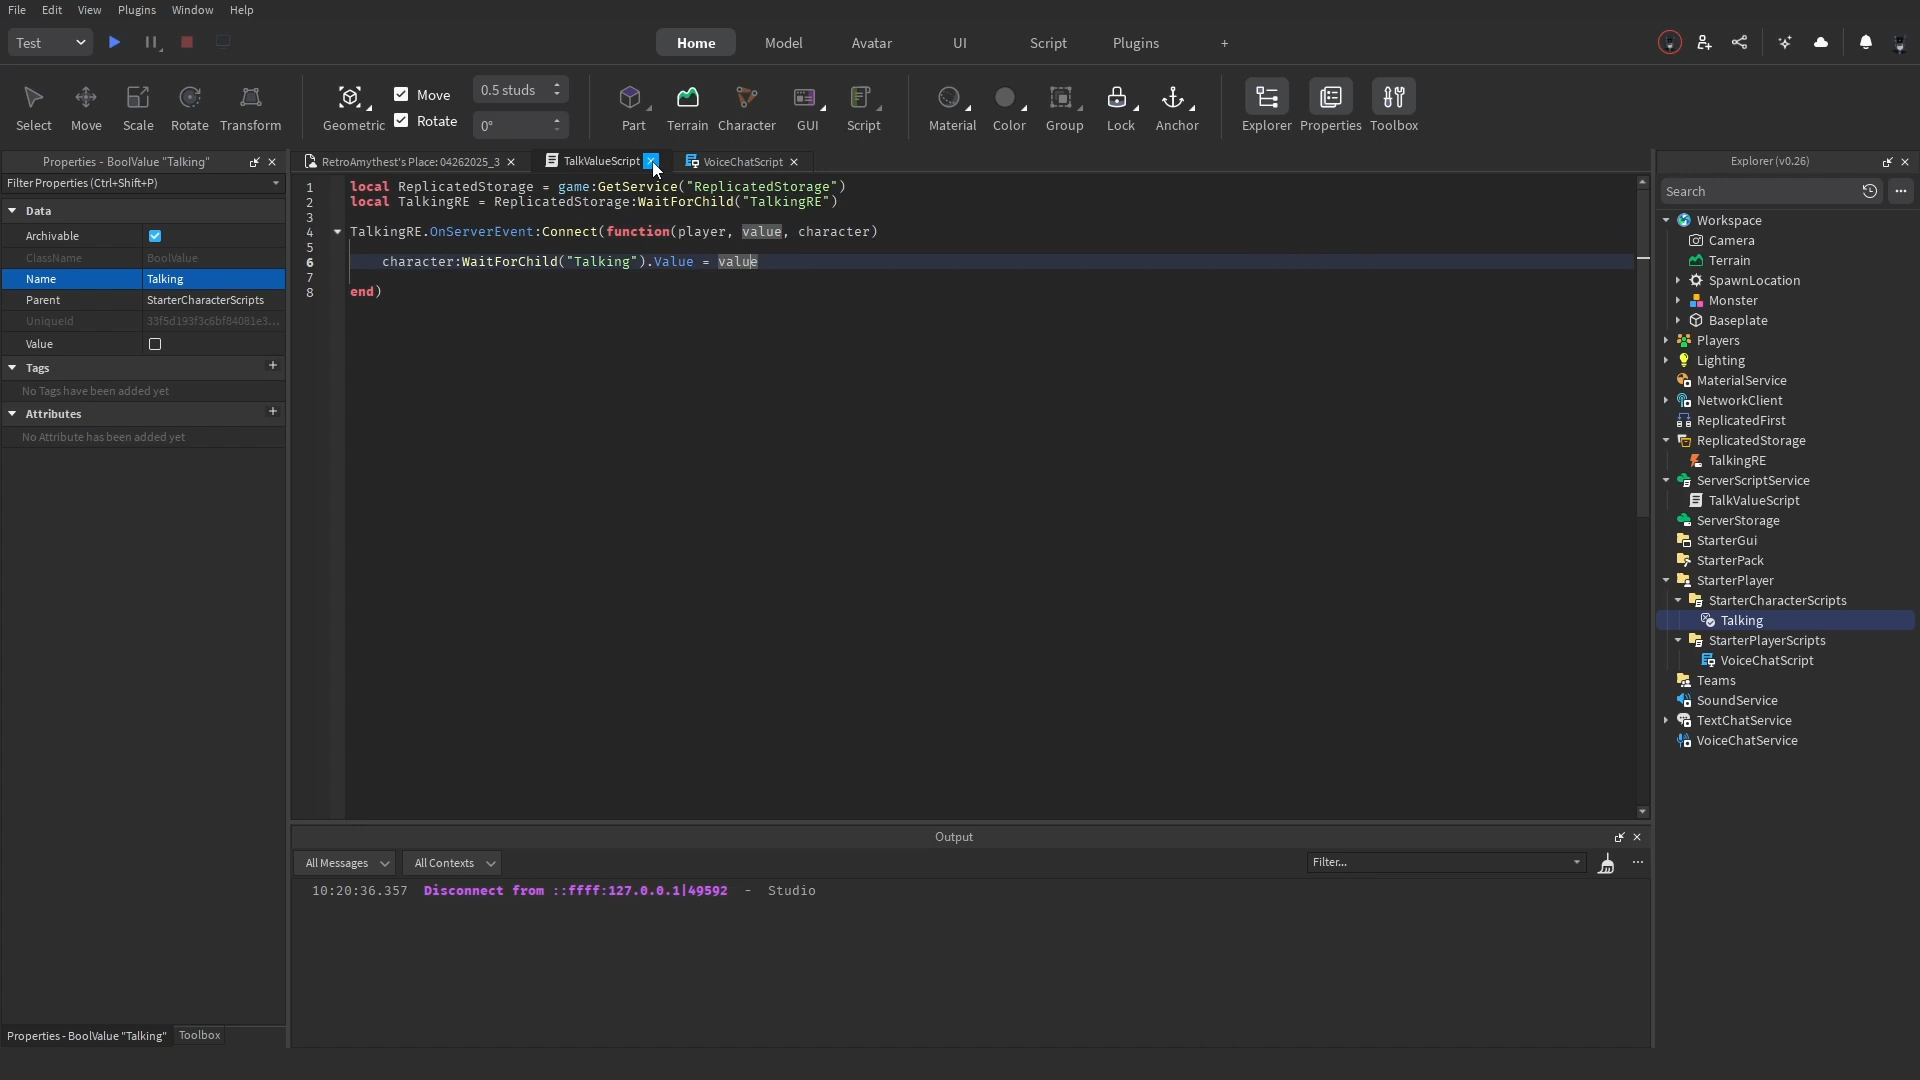 File Edit View Plugins Window Help
Test Home Model Avatar UI Script Plugins +
Select Move Scale Rotate Transform Geometric Move Rotate 0.5 studs 0° Part Terrain Character GUI Script Material Color Group Lock Anchor Explorer Properties Toolbox
Properties - BoolValue "Talking"
Filter Properties (Ctrl+Shift+P)
Data
Archivable
ClassName BoolValue
Name Talking
Parent StarterCharacterScripts
UniqueId 33f5d193f3c6bf84081e3...
Value
Tags
No Tags have been added yet
Attributes
No Attribute has been added yet
Properties - BoolValue "Talking" Toolbox
RetroAmythest's Place: 04262025_3 TalkValueScript VoiceChatScript
1 local ReplicatedStorage = game:GetService("ReplicatedStorage")
2 local TalkingRE = ReplicatedStorage:WaitForChild("TalkingRE")
3
4 TalkingRE.OnServerEvent:Connect(function(player, value, character)
5
6 character:WaitForChild("Talking").Value = value
7
8 end)
Output
All Messages All Contexts Filter...
10:20:36.357 Disconnect from ::ffff:127.0.0.1|49592 - Studio
Explorer (v0.26)
Search
Workspace
Camera
Terrain
SpawnLocation
Monster
Baseplate
Players
Lighting
MaterialService
NetworkClient
ReplicatedFirst
ReplicatedStorage
TalkingRE
ServerScriptService
TalkValueScript
ServerStorage
StarterGui
StarterPack
StarterPlayer
StarterCharacterScripts
Talking
StarterPlayerScripts
VoiceChatScript
Teams
SoundService
TextChatService
VoiceChatService